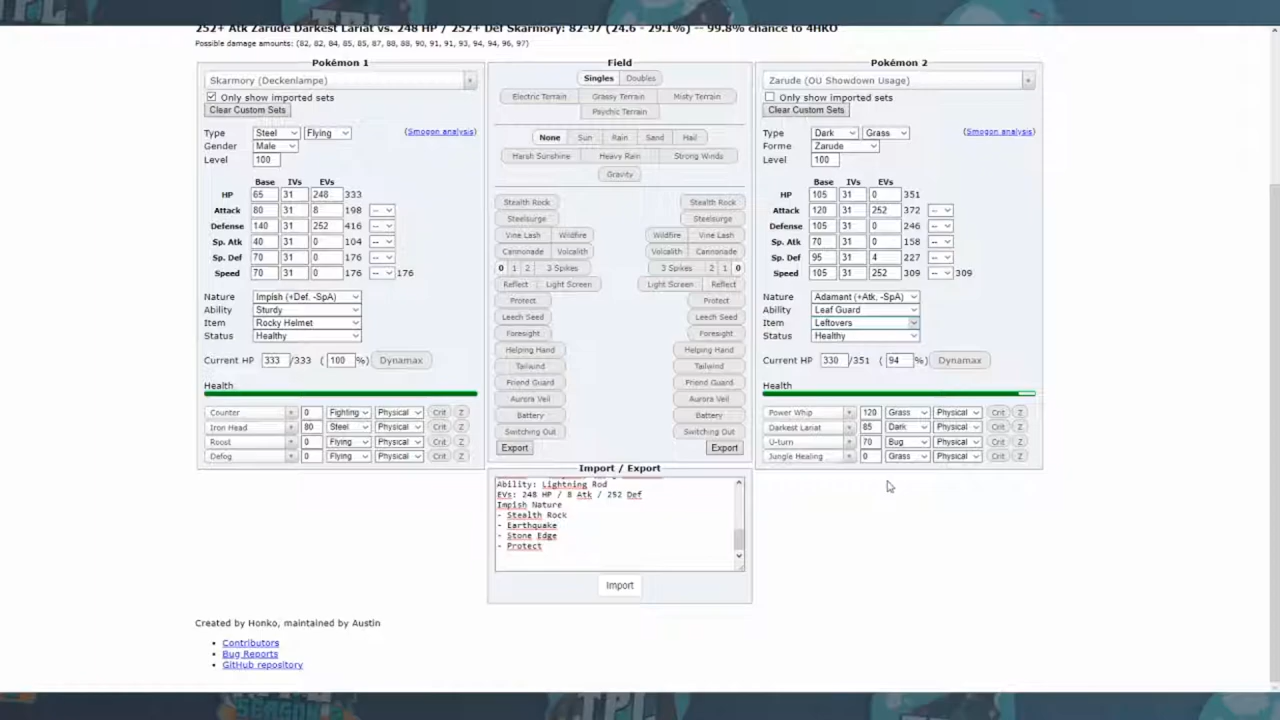 252+ Atk Zarude Darkest Lariat vs. 248 HP / 252+ Def Skarmory: 82-97 (24.6 - 29.1%) -- 99.8% chance to 4HKO
Possible damage amounts: (82, 82, 84, 85, 85, 87, 88, 88, 90, 91, 91, 93, 94, 94, 96, 97)
Pokémon 1
Skarmory (Deckenlampe)
Only show imported sets
Clear Custom Sets
Type Steel Flying (Smogon analysis)
Gender Male
Level 100
Base IVs EVs
HP 65 31 248 333
Attack 80 31 8 198 --
Defense 140 31 252 416 --
Sp. Atk 40 31 0 104 --
Sp. Def 70 31 0 176 --
Speed 70 31 0 176 -- 176
Nature Impish (+Def, -SpA)
Ability Sturdy
Item Rocky Helmet
Status Healthy
Current HP 333 /333 ( 100 %) Dynamax
Health
Counter 0 Fighting Physical Crit Z
Iron Head 80 Steel Physical Crit Z
Roost 0 Flying Physical Crit Z
Defog 0 Flying Physical Crit Z
Field
Singles Doubles
Electric Terrain Grassy Terrain Misty Terrain
Psychic Terrain
None Sun Rain Sand Hail
Harsh Sunshine Heavy Rain Strong Winds
Gravity
Stealth Rock Stealth Rock
Steelsurge Steelsurge
Vine Lash Wildfire Wildfire Vine Lash
Cannonade Volcalith Volcalith Cannonade
0 1 2 3 Spikes 3 Spikes 2 1 0
Reflect Light Screen Light Screen Reflect
Protect Protect
Leech Seed Leech Seed
Foresight Foresight
Helping Hand Helping Hand
Tailwind Tailwind
Friend Guard Friend Guard
Aurora Veil Aurora Veil
Battery Battery
Switching Out Switching Out
Export Export
Import / Export
Ability: Lightning Rod
EVs: 248 HP / 8 Atk / 252 Def
Impish Nature
- Stealth Rock
- Earthquake
- Stone Edge
- Protect
Import
Pokémon 2
Zarude (OU Showdown Usage)
Only show imported sets
Clear Custom Sets
Type Dark Grass (Smogon analysis)
Forme Zarude
Level 100
Base IVs EVs
HP 105 31 0 351
Attack 120 31 252 372 --
Defense 105 31 0 246 --
Sp. Atk 70 31 0 158 --
Sp. Def 95 31 4 227 --
Speed 105 31 252 309 -- 309
Nature Adamant (+Atk, -SpA)
Ability Leaf Guard
Item Leftovers
Status Healthy
Current HP 330 /351 ( 94 %) Dynamax
Health
Power Whip 120 Grass Physical Crit Z
Darkest Lariat 85 Dark Physical Crit Z
U-turn 70 Bug Physical Crit Z
Jungle Healing 0 Grass Physical Crit Z
Created by Honko, maintained by Austin
• Contributors
• Bug Reports
• GitHub repository
TPL
SEASON
TPL